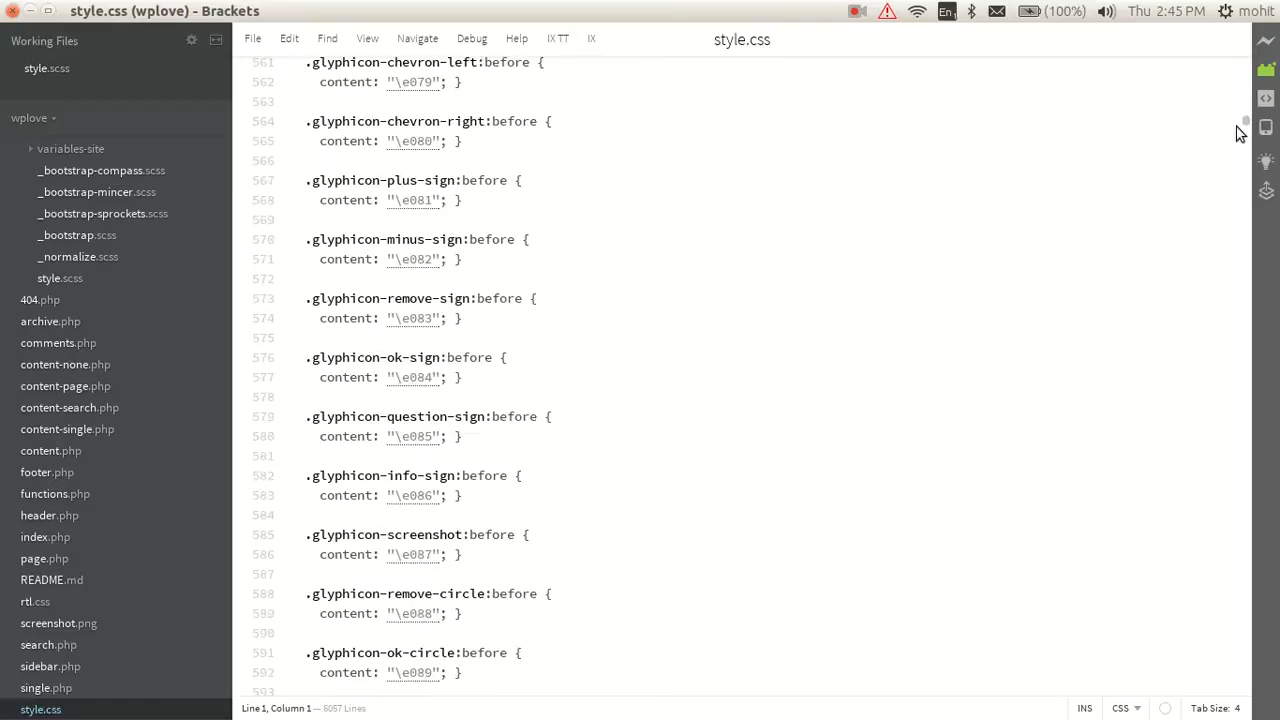 style.css (wplove) - Brackets
En1
(100%)
Thu 2:45 PM
mohit
Working Files
style.scss
wplove
variables-site
_bootstrap-compass.scss
_bootstrap-mincer.scss
_bootstrap-sprockets.scss
_bootstrap.scss
_normalize.scss
style.scss
404.php
archive.php
comments.php
content-none.php
content-page.php
content-search.php
content-single.php
content.php
footer.php
functions.php
header.php
index.php
page.php
README.md
rtl.css
screenshot.png
search.php
sidebar.php
single.php
style.css
File Edit Find View Navigate Debug Help IX TT IX
style.css
561 .glyphicon-chevron-left:before {
562 content: "\e079"; }
563
564 .glyphicon-chevron-right:before {
565 content: "\e080"; }
566
567 .glyphicon-plus-sign:before {
568 content: "\e081"; }
569
570 .glyphicon-minus-sign:before {
571 content: "\e082"; }
572
573 .glyphicon-remove-sign:before {
574 content: "\e083"; }
575
576 .glyphicon-ok-sign:before {
577 content: "\e084"; }
578
579 .glyphicon-question-sign:before {
580 content: "\e085"; }
581
582 .glyphicon-info-sign:before {
583 content: "\e086"; }
584
585 .glyphicon-screenshot:before {
586 content: "\e087"; }
587
588 .glyphicon-remove-circle:before {
589 content: "\e088"; }
590
591 .glyphicon-ok-circle:before {
592 content: "\e089"; }
593
Line 1, Column 1 — 6057 Lines
INS
CSS
Tab Size: 4